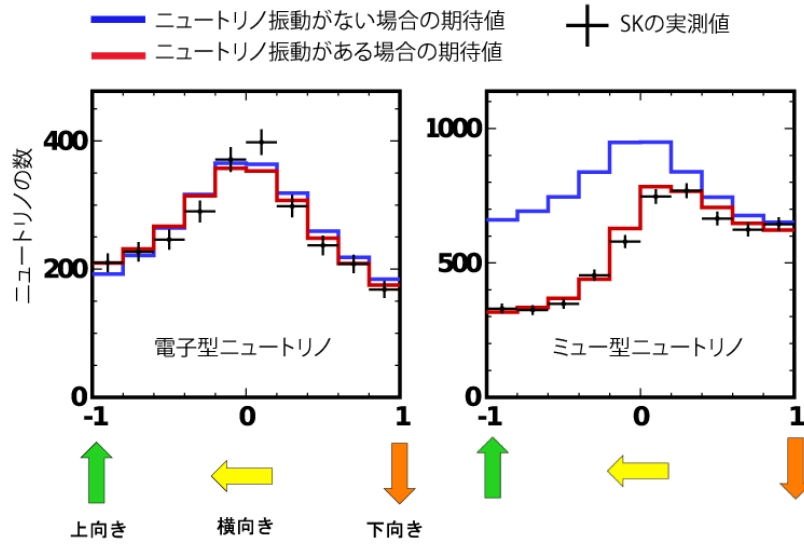 ニュートリノ振動がない場合の期待値
ニュートリノ振動がある場合の期待値
SKの実測値
ニュートリノの数
400
200
0
電子型ニュートリノ
-1 0 1
1000
500
0
ミュー型ニュートリノ
-1 0 1
上向き 横向き 下向き